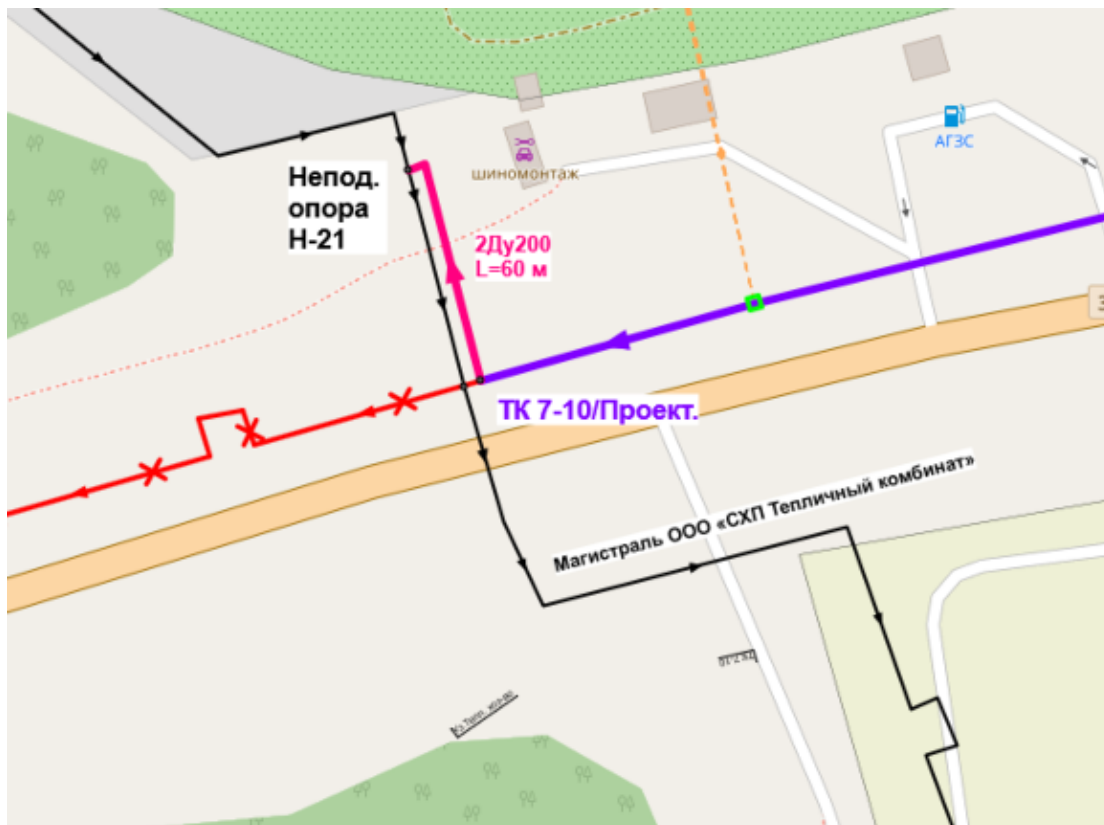 АГЗС
шиномонтаж
Непод.
опора
Н-21
2Ду200
L=60 м
З
ТК 7-10/Проект.
Магистраль ООО «СХП Тепличный комбинат»